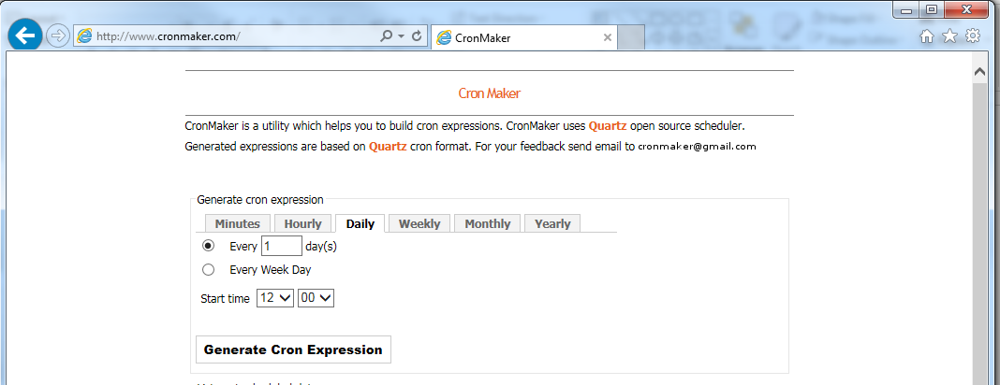 http://www.cronmaker.com/
CronMaker
Cron Maker
CronMaker is a utility which helps you to build cron expressions. CronMaker uses Quartz open source scheduler.
Generated expressions are based on Quartz cron format. For your feedback send email to cronmaker@gmail.com
Generate cron expression
Minutes Hourly Daily Weekly Monthly Yearly
Every 1 day(s)
Every Week Day
Start time 12 00
Generate Cron Expression